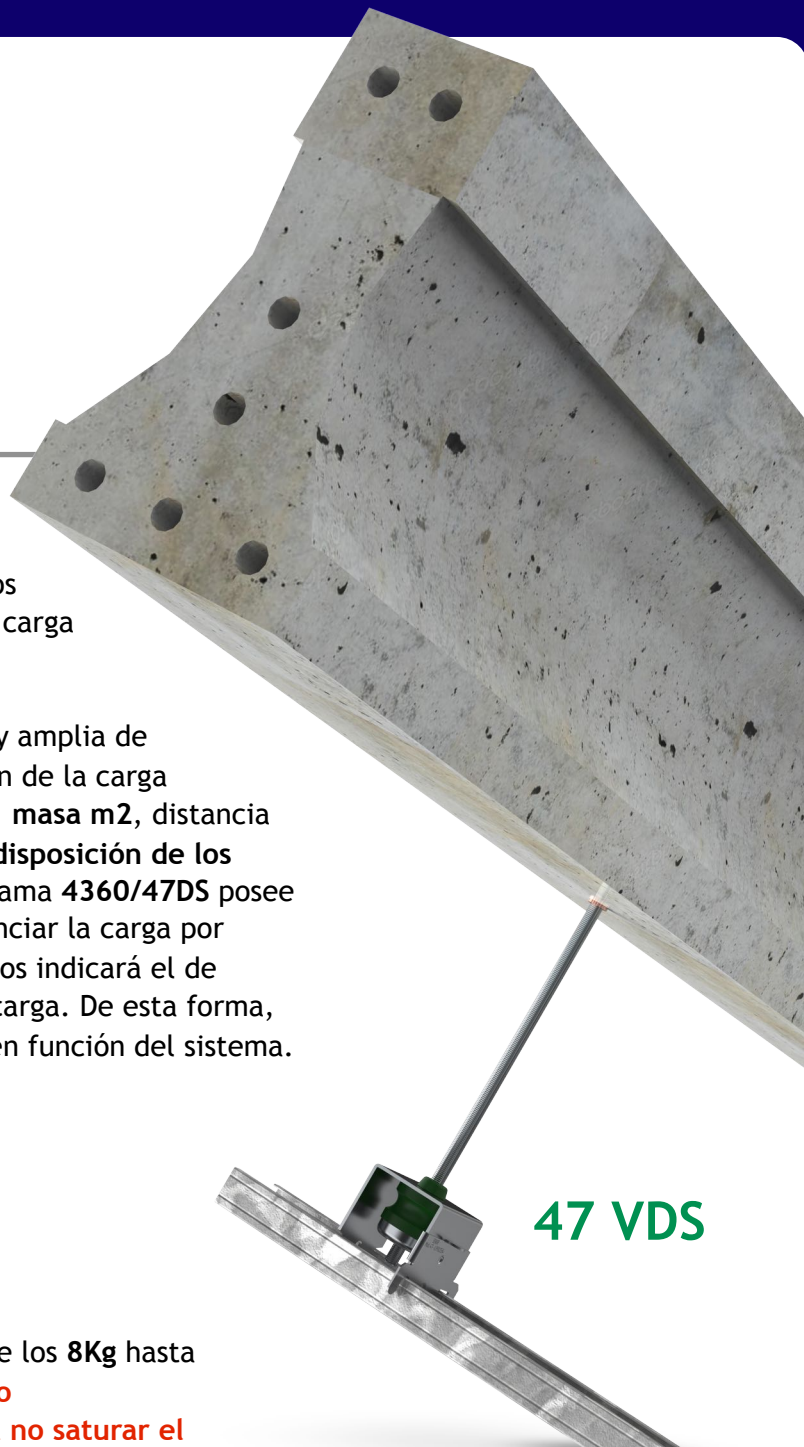 os
carga
y amplia de
n de la carga
masa m2, distancia
disposición de los
ama 4360/47DS posee
nciar la carga por
os indicará el de
carga. De esta forma,
en función del sistema.
47 VDS
e los 8Kg hasta
o
no saturar el